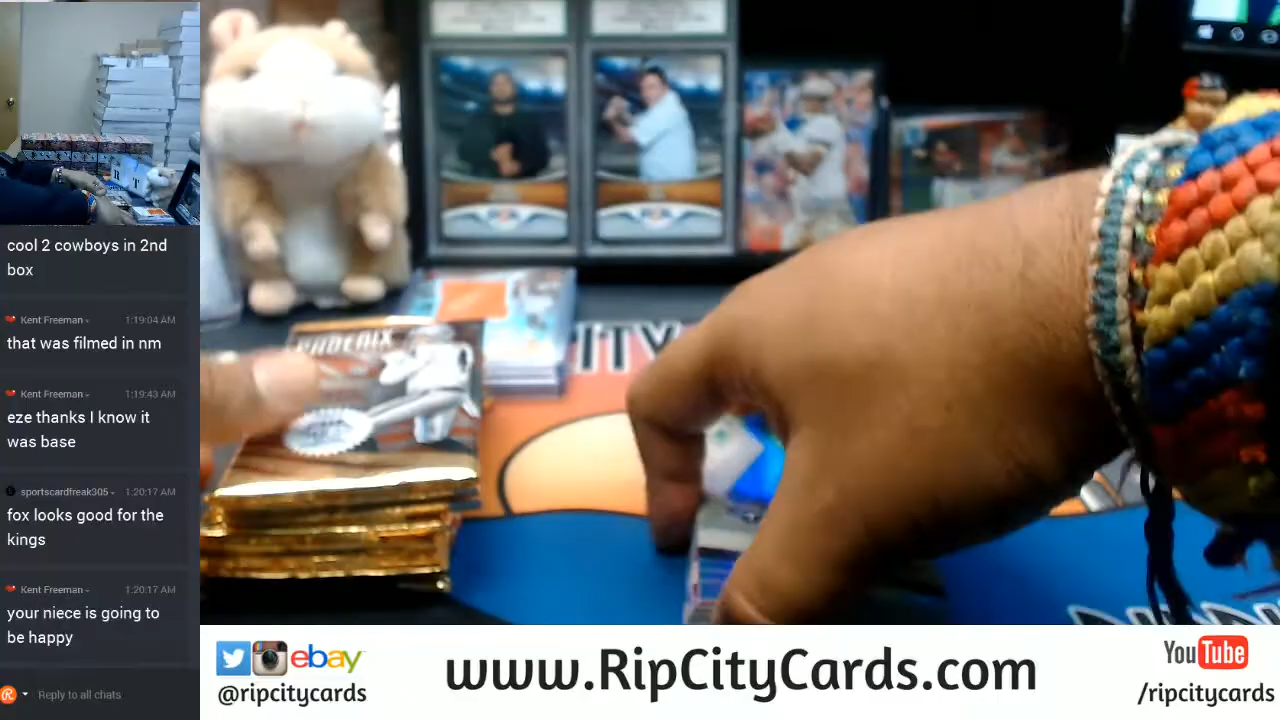 cool 2 cowboys in 2nd
box
Kent Freeman 1:19:04 AM
that was filmed in nm
Kent Freeman 1:19:43 AM
eze thanks I know it
was base
sportscardfreak305 1:20:17 AM
fox looks good for the
kings
Kent Freeman 1:20:17 AM
your niece is going to
be happy
Reply to all chats
PHOENIX
ITY
ebay
@ripcitycards
www.RipCityCards.com
YouTube
/ripcitycards